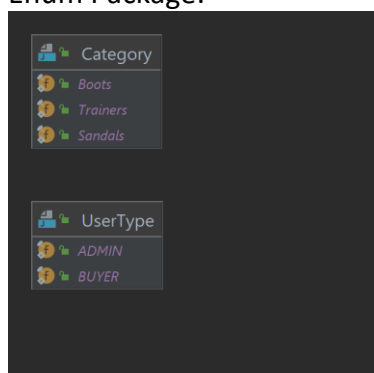 Enum Package:
Category
Boots
Trainers
Sandals
UserType
ADMIN
BUYER